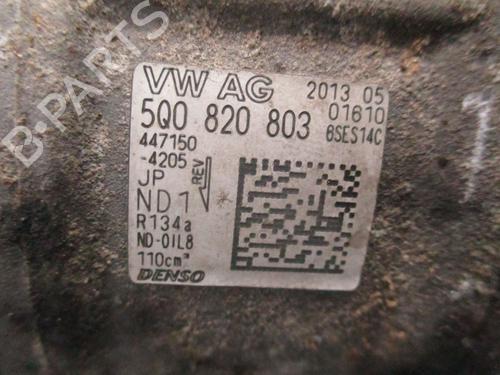 VW AG 2013 05
01610
5Q0 820 803 6SES14C
447150
-4205
JP REV
ND1
R134a
ND-OIL8
110cm³
DENSO